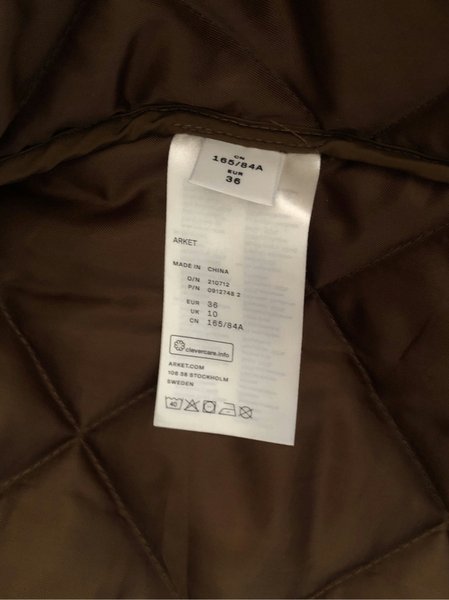 CN
165/84A
EUR
36
ARKET
MADE IN CHINA
O/N 210712
P/N 0912748 2
EUR 36
UK 10
CN 165/84A
clevercare.info
ARKET.COM
106 38 STOCKHOLM
SWEDEN
40